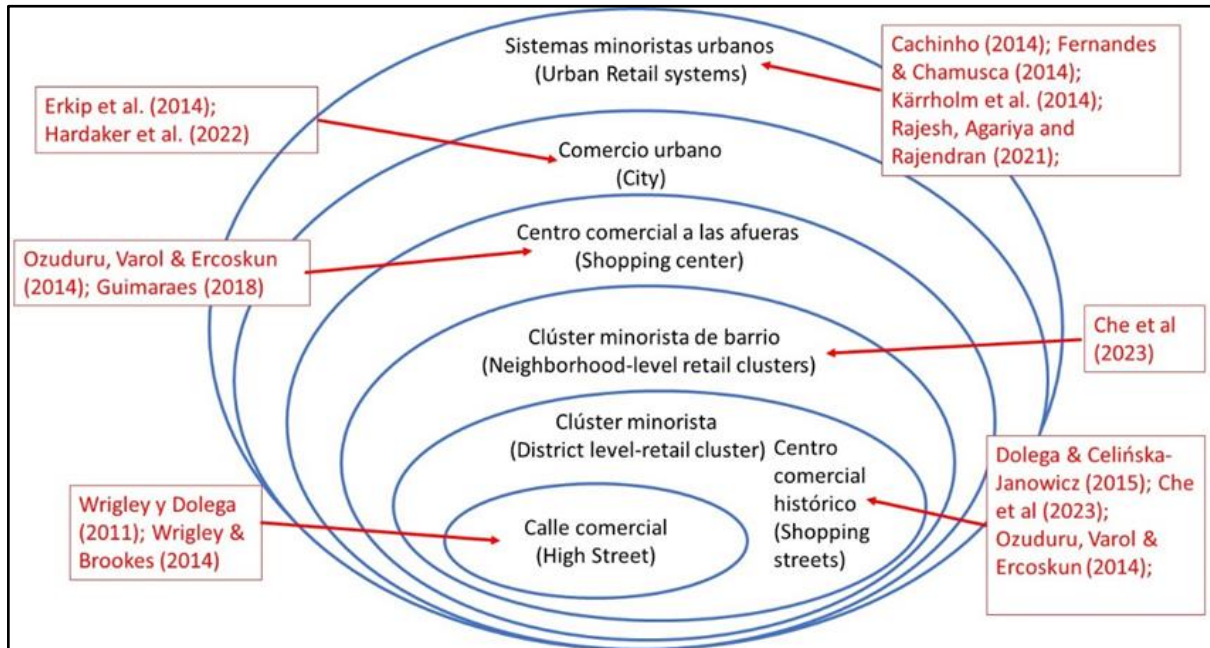 Sistemas minoristas urbanos
(Urban Retail systems)
Cachinho (2014); Fernandes
& Chamusca (2014);
Kärrholm et al. (2014);
Rajesh, Agariya and
Rajendran (2021);
Erkip et al. (2014);
Hardaker et al. (2022)
Comercio urbano
(City)
Centro comercial a las afueras
(Shopping center)
Ozuduru, Varol & Ercoskun
(2014); Guimaraes (2018)
Clúster minorista de barrio
(Neighborhood-level retail clusters)
Che et al
(2023)
Clúster minorista
(District level-retail cluster)
Centro
comercial
histórico
(Shopping
streets)
Dolega & Celińska-
Janowicz (2015); Che
et al (2023);
Ozuduru, Varol &
Ercoskun (2014);
Wrigley y Dolega
(2011); Wrigley &
Brookes (2014)
Calle comercial
(High Street)